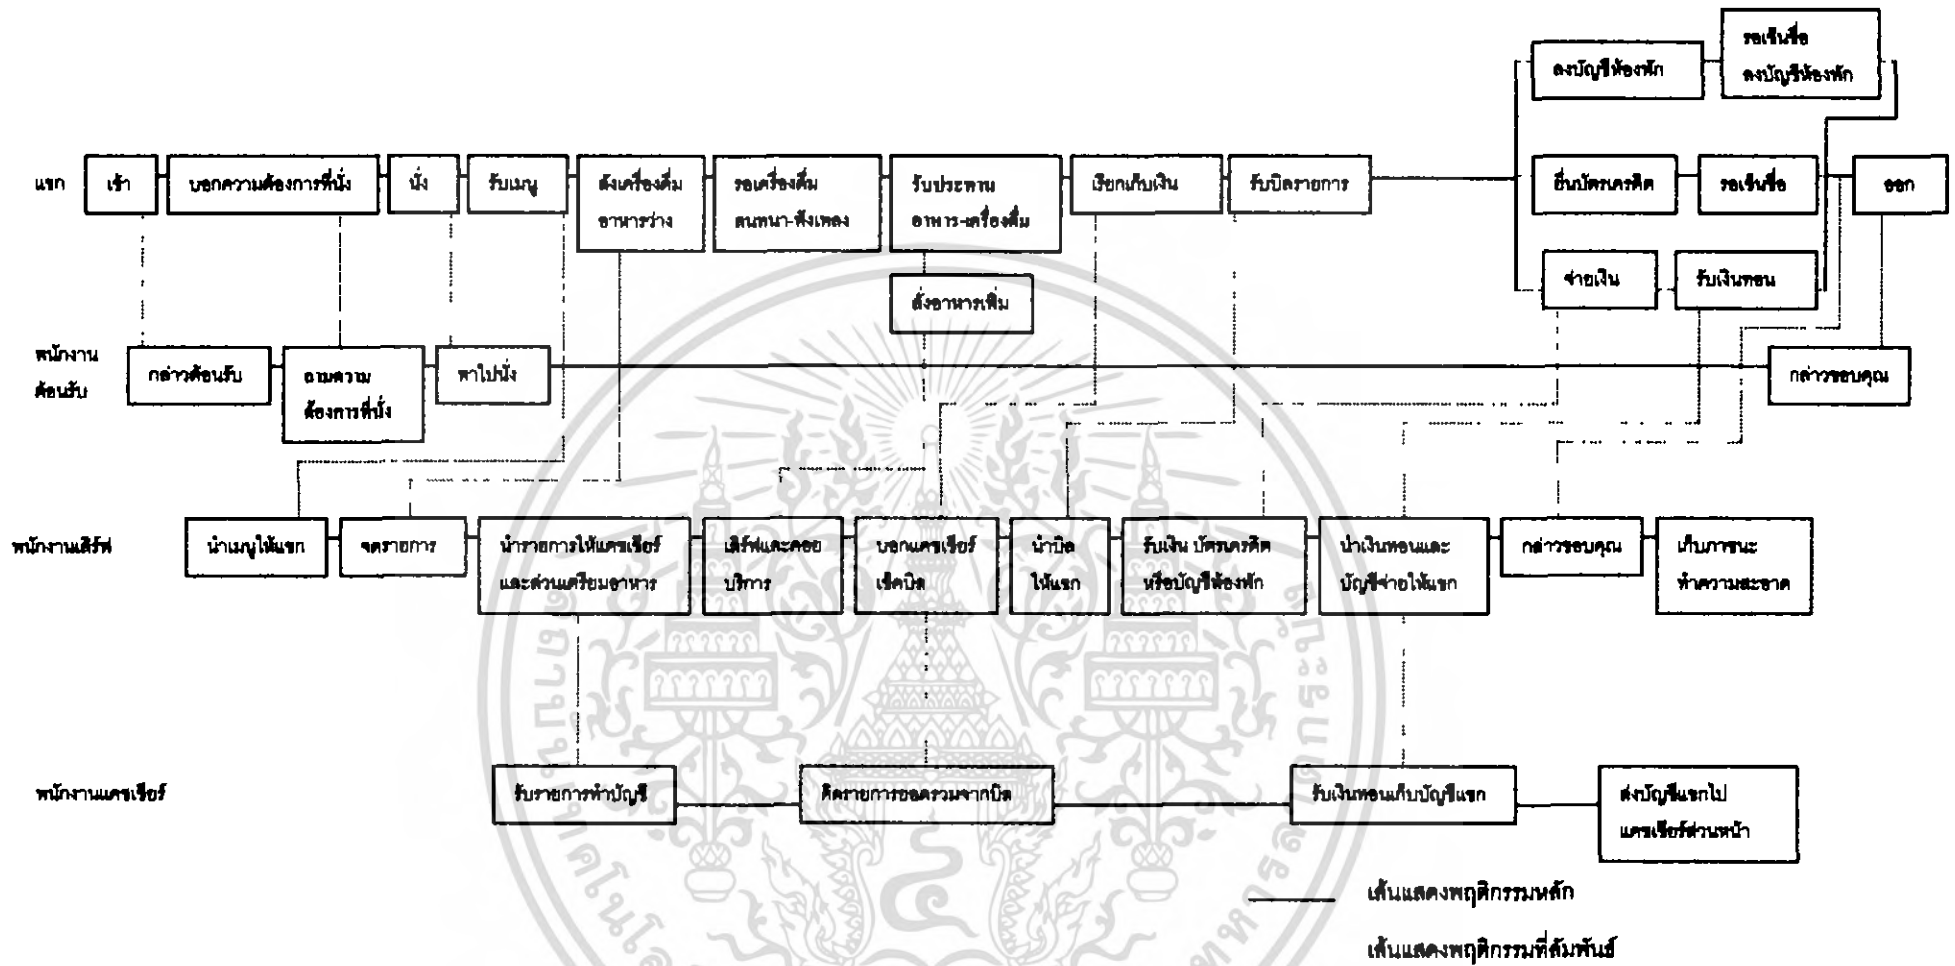 ลงบัญชีห้องพัก
รอเซ็นชื่อ
ลงบัญชีห้องพัก
แขก
เข้า
บอกความต้องการที่นั่ง
นั่ง
รับเมนู
สั่งเครื่องดื่ม
อาหารว่าง
รอเครื่องดื่ม
สนทนา-ฟังเพลง
รับประทาน
อาหาร-เครื่องดื่ม
เรียกเก็บเงิน
รับบิลรายการ
ยื่นบัตรเครดิต
รอเซ็นชื่อ
ออก
สั่งอาหารเพิ่ม
จ่ายเงิน
รับเงินทอน
พนักงาน
ต้อนรับ
กล่าวต้อนรับ
ถามความ
ต้องการที่นั่ง
พาไปนั่ง
กล่าวขอบคุณ
พนักงานเสิร์ฟ
นำเมนูให้แขก
จดรายการ
นำรายการให้แคชเชียร์
และส่วนเตรียมอาหาร
เสิร์ฟและคอย
บริการ
บอกแคชเชียร์
เช็คบิล
นำบิล
ให้แขก
รับเงิน บัตรเครดิต
หรือบัญชีห้องพัก
นำเงินทอนและ
บัญชีจ่ายให้แขก
กล่าวขอบคุณ
เก็บภาชนะ
ทำความสะอาด
พนักงานแคชเชียร์
รับรายการทำบัญชี
คิดรายการยอดรวมจากบิล
รับเงินทอนเก็บบัญชีแขก
ส่งบัญชีแขกไป
แคชเชียร์ส่วนหน้า
เส้นแสดงพฤติกรรมหลัก
เส้นแสดงพฤติกรรมที่สัมพันธ์